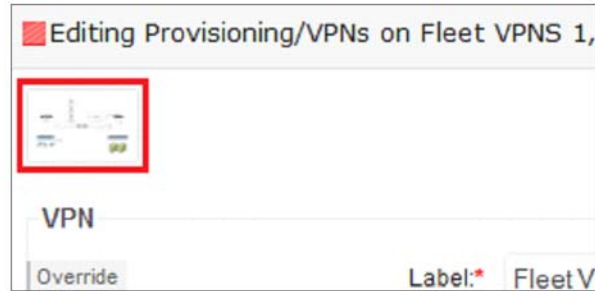 Editing Provisioning/VPNs on Fleet VPNS 1,
VPN
Override
Label:* Fleet V